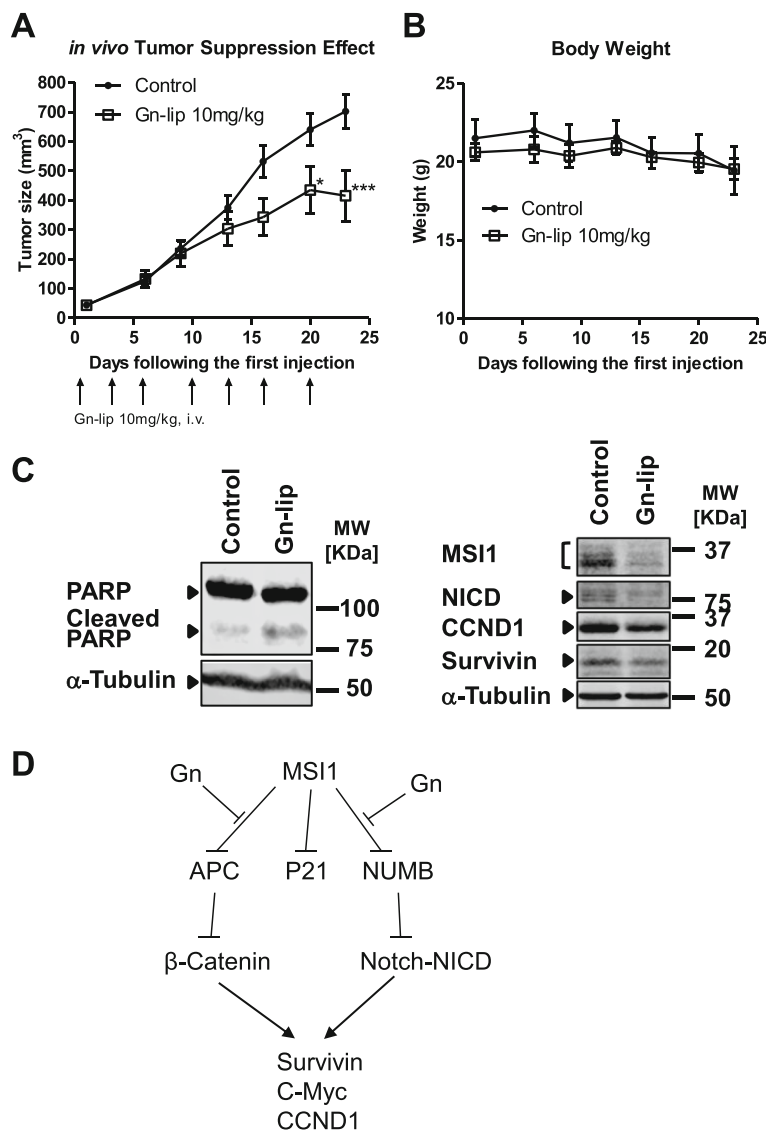 A
in vivo Tumor Suppression Effect
Control
Gn-lip 10mg/kg
800
700
600
500
400
300
200
100
0
Tumor size (mm³)
*
***
0 5 10 15 20 25
Days following the first injection
Gn-lip 10mg/kg, i.v.
B
Body Weight
25
20
15
10
Weight (g)
Control
Gn-lip 10mg/kg
0 5 10 15 20 25
Days following the first injection
C
Control
Gn-lip
MW
[KDa]
PARP
Cleaved
PARP
α-Tubulin
100
75
50
Control
Gn-lip
MW
[KDa]
MSI1
NICD
CCND1
Survivin
α-Tubulin
37
75
37
20
50
D
Gn
MSI1
Gn
APC
P21
NUMB
β-Catenin
Notch-NICD
Survivin
C-Myc
CCND1